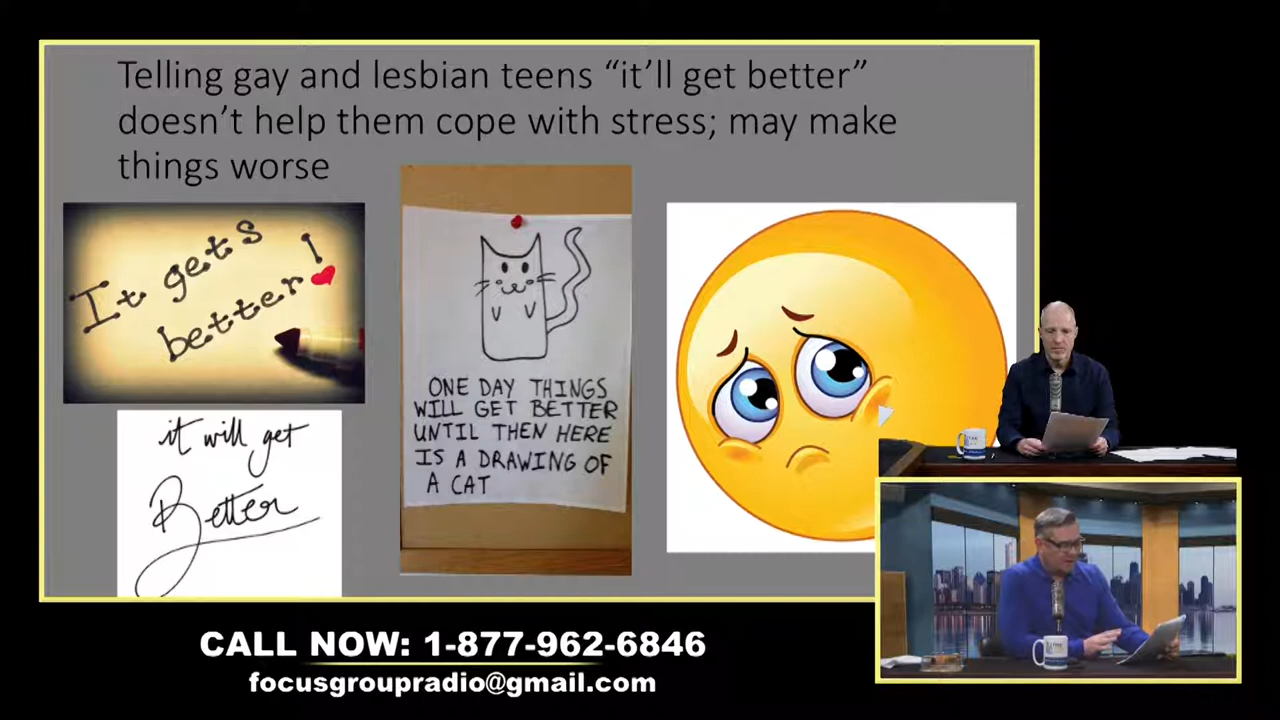 Telling gay and lesbian teens “it’ll get better”
doesn’t help them cope with stress; may make
things worse
It gets
better!
it will get
Better
ONE DAY THINGS
WILL GET BETTER
UNTIL THEN HERE
IS A DRAWING OF
A CAT
CALL NOW: 1-877-962-6846
focusgroupradio@gmail.com